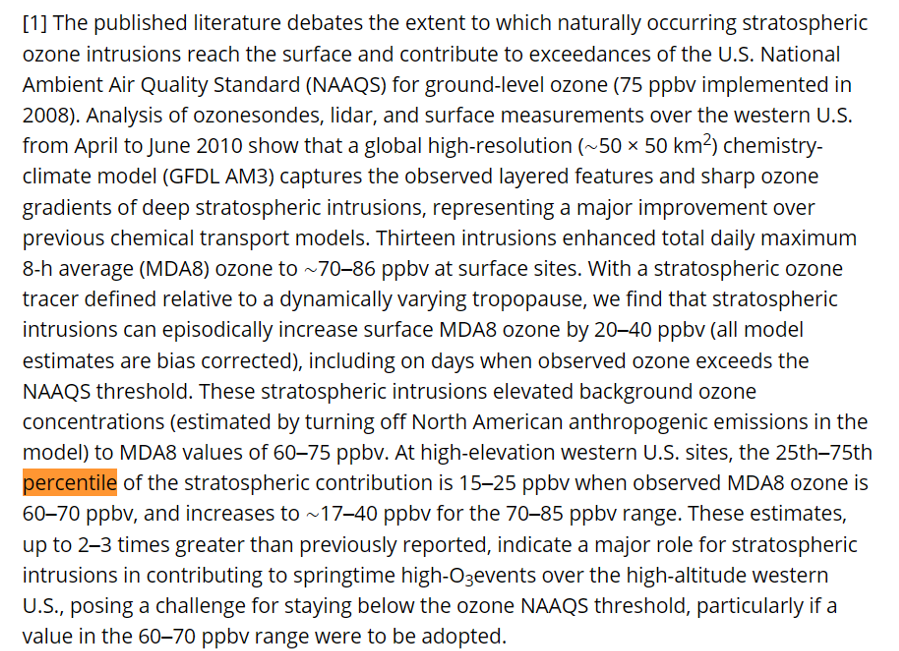 [1] The published literature debates the extent to which naturally occurring stratospheric
ozone intrusions reach the surface and contribute to exceedances of the U.S. National
Ambient Air Quality Standard (NAAQS) for ground-level ozone (75 ppbv implemented in
2008). Analysis of ozonesondes, lidar, and surface measurements over the western U.S.
from April to June 2010 show that a global high-resolution (~50 × 50 km²) chemistry-
climate model (GFDL AM3) captures the observed layered features and sharp ozone
gradients of deep stratospheric intrusions, representing a major improvement over
previous chemical transport models. Thirteen intrusions enhanced total daily maximum
8-h average (MDA8) ozone to ~70–86 ppbv at surface sites. With a stratospheric ozone
tracer defined relative to a dynamically varying tropopause, we find that stratospheric
intrusions can episodically increase surface MDA8 ozone by 20–40 ppbv (all model
estimates are bias corrected), including on days when observed ozone exceeds the
NAAQS threshold. These stratospheric intrusions elevated background ozone
concentrations (estimated by turning off North American anthropogenic emissions in the
model) to MDA8 values of 60–75 ppbv. At high-elevation western U.S. sites, the 25th–75th
percentile of the stratospheric contribution is 15–25 ppbv when observed MDA8 ozone is
60–70 ppbv, and increases to ~17–40 ppbv for the 70–85 ppbv range. These estimates,
up to 2–3 times greater than previously reported, indicate a major role for stratospheric
intrusions in contributing to springtime high-O₃events over the high-altitude western
U.S., posing a challenge for staying below the ozone NAAQS threshold, particularly if a
value in the 60–70 ppbv range were to be adopted.